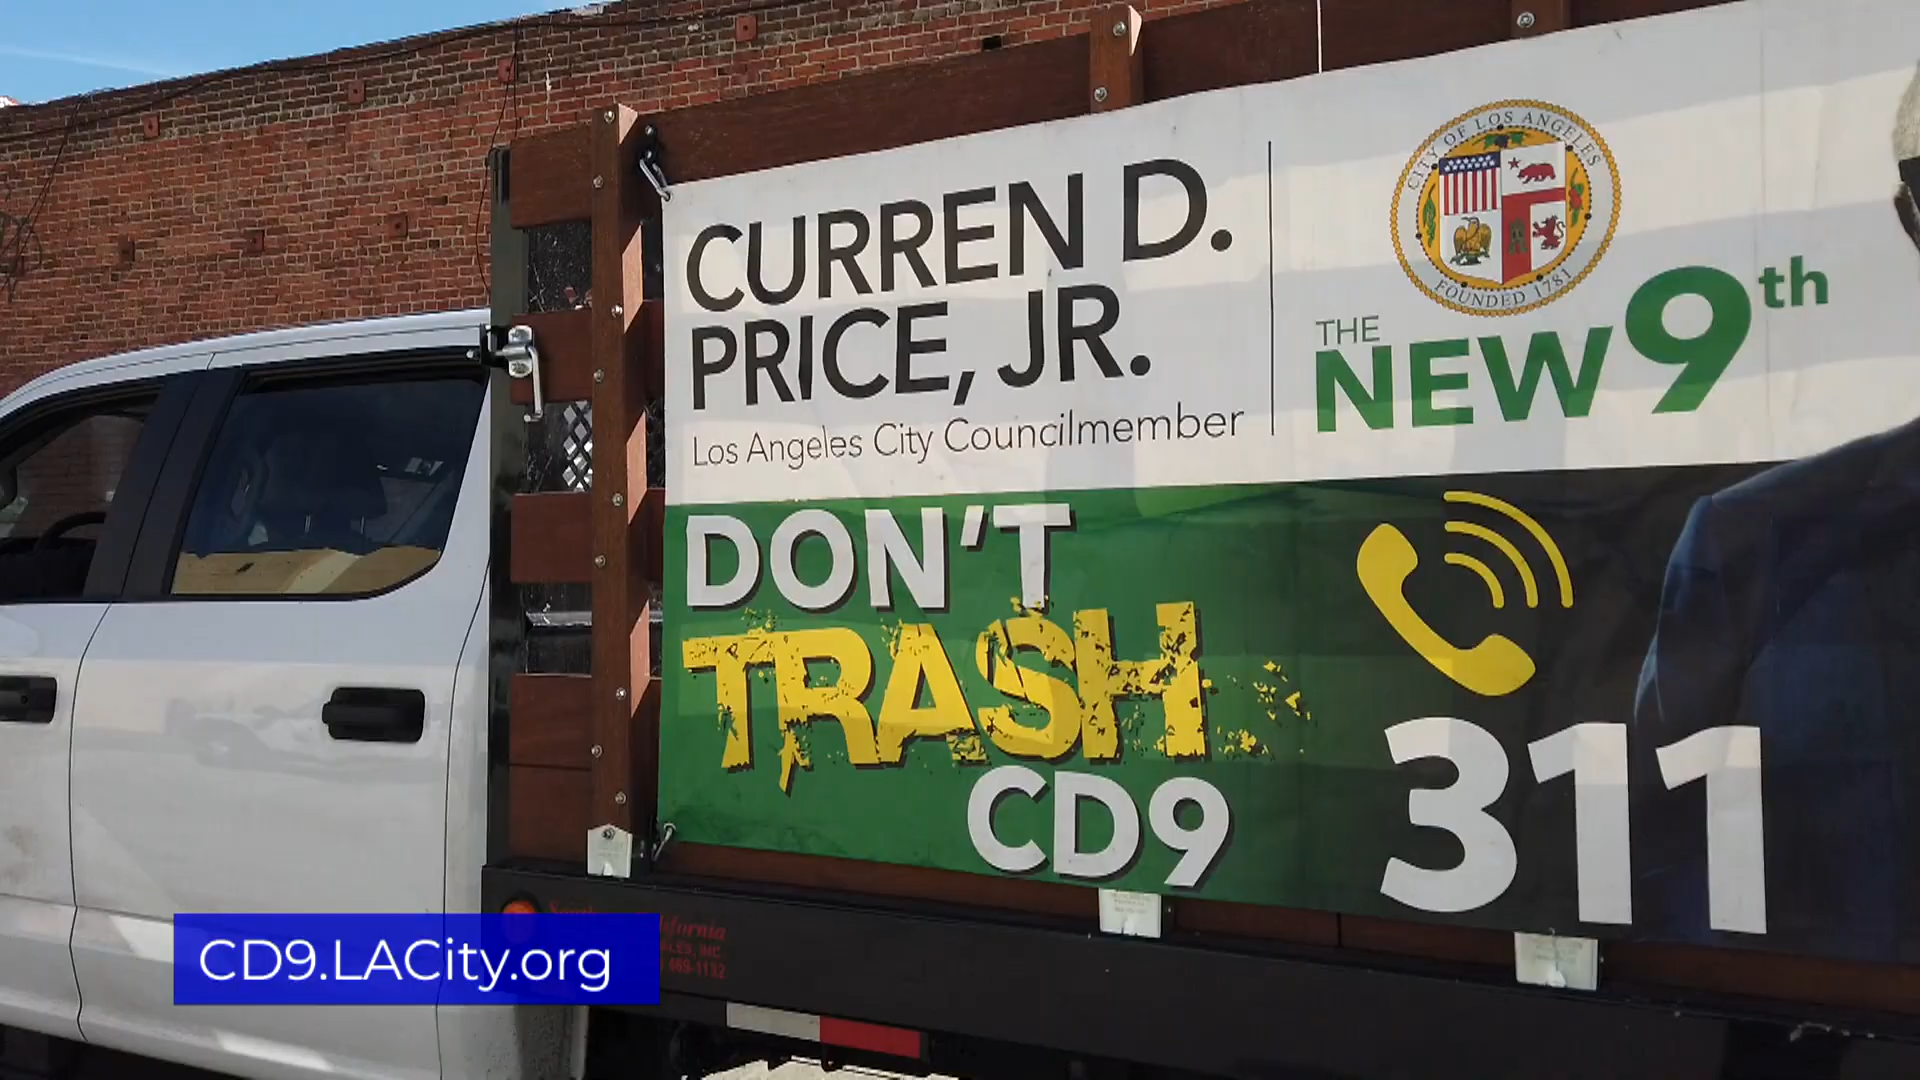 CURREN D.
PRICE, JR.
Los Angeles City Councilmember
CITY OF LOS ANGELES
FOUNDED 1781
THE
NEW 9th
DON'T
TRASH
CD9
311
CD9.LACity.org